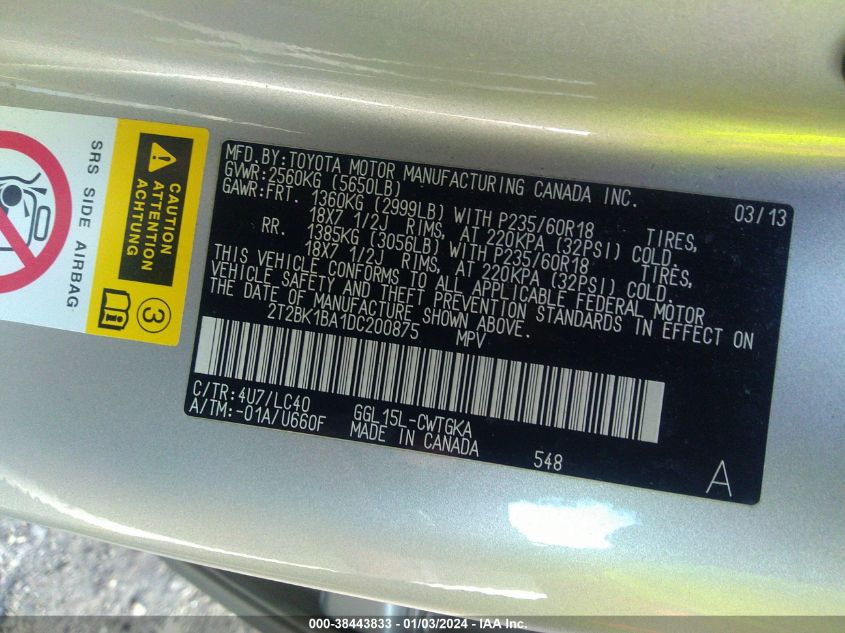 SRS SIDE AIRBAG
CAUTION
ATTENTION
ACHTUNG
3
MFD.BY:TOYOTA MOTOR MANUFACTURING CANADA INC.
GVWR:2560KG (5650LB) 03/13
GAWR:FRT. 1360KG (2999LB) WITH P235/60R18 TIRES,
18X7 1/2J RIMS, AT 220KPA (32PSI) COLD.
RR. 1385KG (3056LB) WITH P235/60R18 TIRES,
18X7 1/2J RIMS, AT 220KPA (32PSI) COLD.
THIS VEHICLE CONFORMS TO ALL APPLICABLE FEDERAL MOTOR
VEHICLE SAFETY AND THEFT PREVENTION STANDARDS IN EFFECT ON
THE DATE OF MANUFACTURE SHOWN ABOVE.
2T2BK1BA1DC200875 MPV
C/TR:4U7/LC40 GGL15L-CWTGKA
A/TM:-01A/U660F MADE IN CANADA 548
A
000-38443833 - 01/03/2024 - IAA Inc.